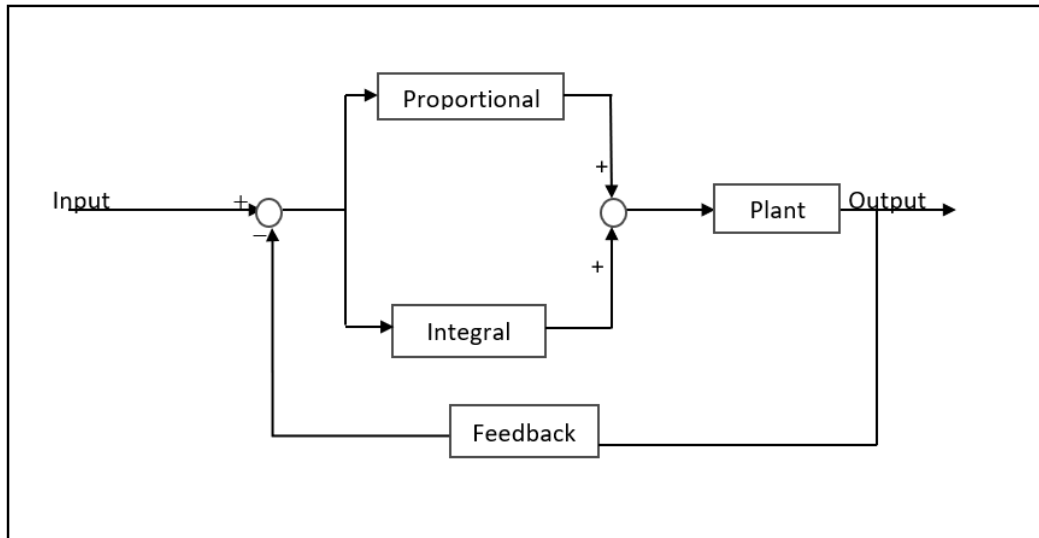 Proportional
+
Input
+
Plant
Output
−
+
Integral
Feedback